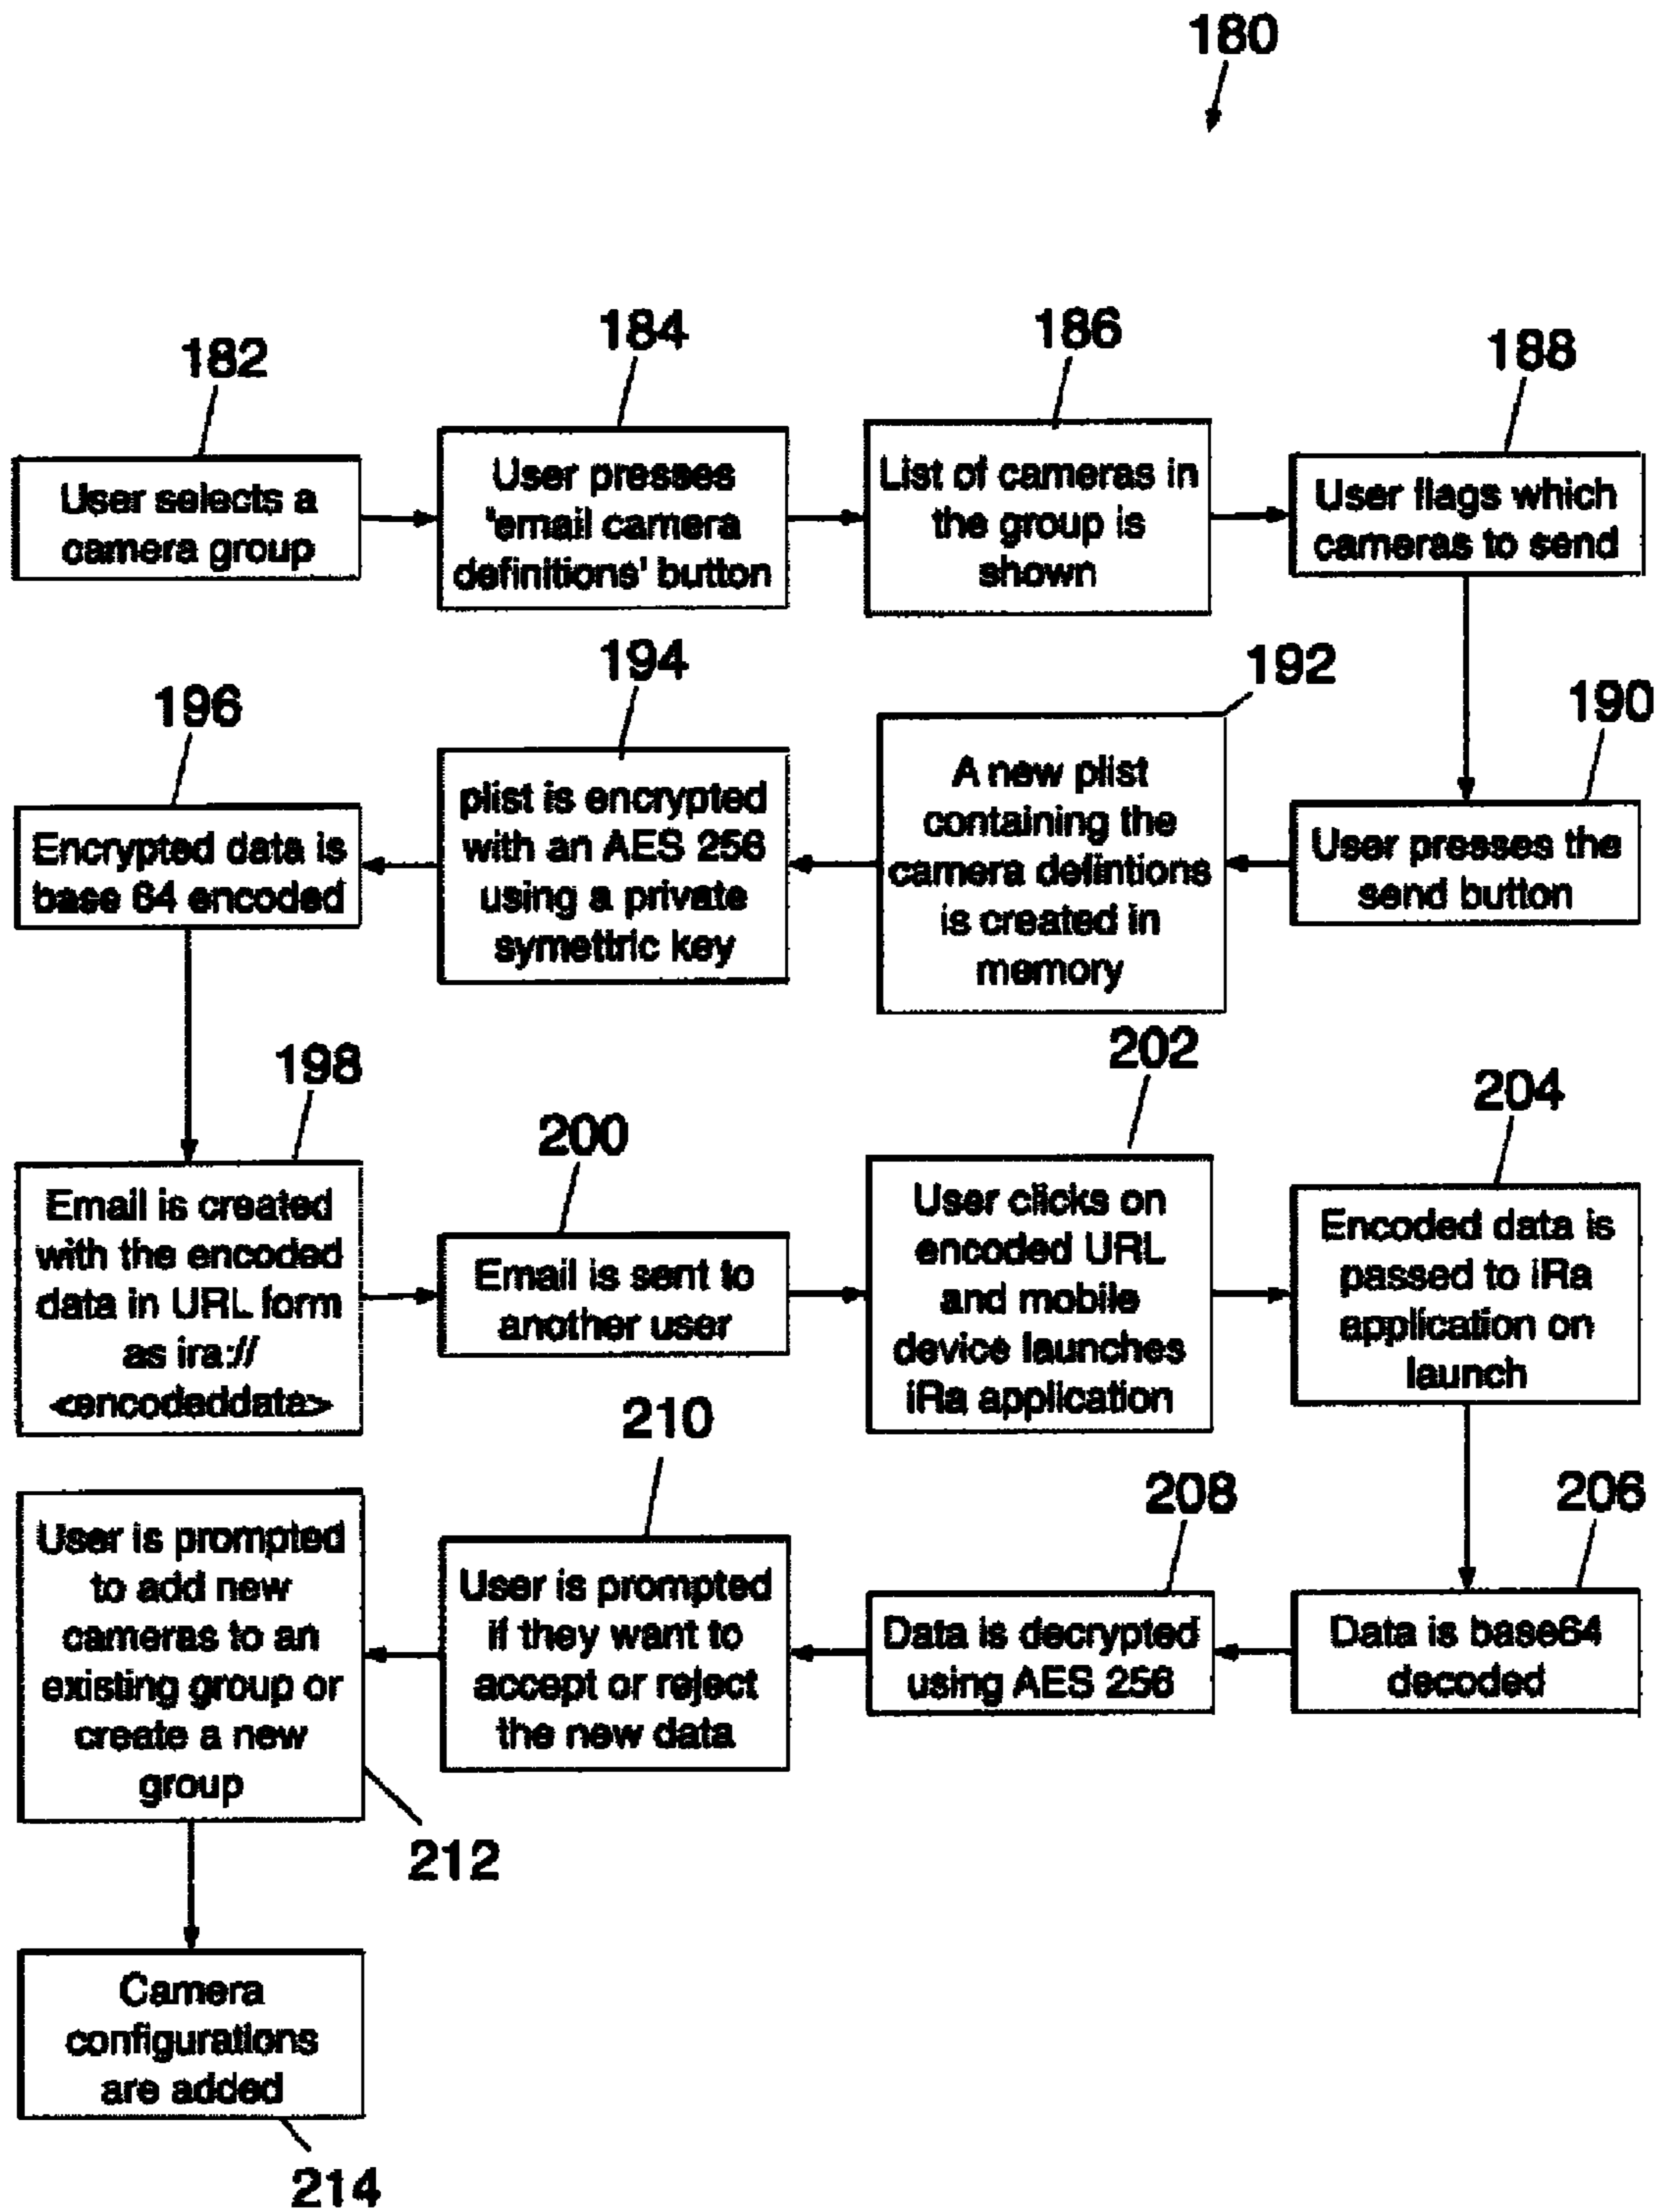 180
182
User selects a
camera group
184
User presses
'email camera
definitions' button
186
List of cameras in
the group is
shown
188
User flags which
cameras to send
190
User presses the
send button
192
A new plist
containing the
camera defintions
is created in
memory
194
plist is encrypted
with an AES 256
using a private
symettric key
196
Encrypted data is
base 64 encoded
198
Email is created
with the encoded
data in URL form
as ira://
<encodeddata>
200
Email is sent to
another user
202
User clicks on
encoded URL
and mobile
device launches
iRa application
204
Encoded data is
passed to iRa
application on
launch
206
Data is base64
decoded
208
Data is decrypted
using AES 256
210
User is prompted
if they want to
accept or reject
the new data
User is prompted
to add new
cameras to an
existing group or
create a new
group
212
Camera
configurations
are added
214